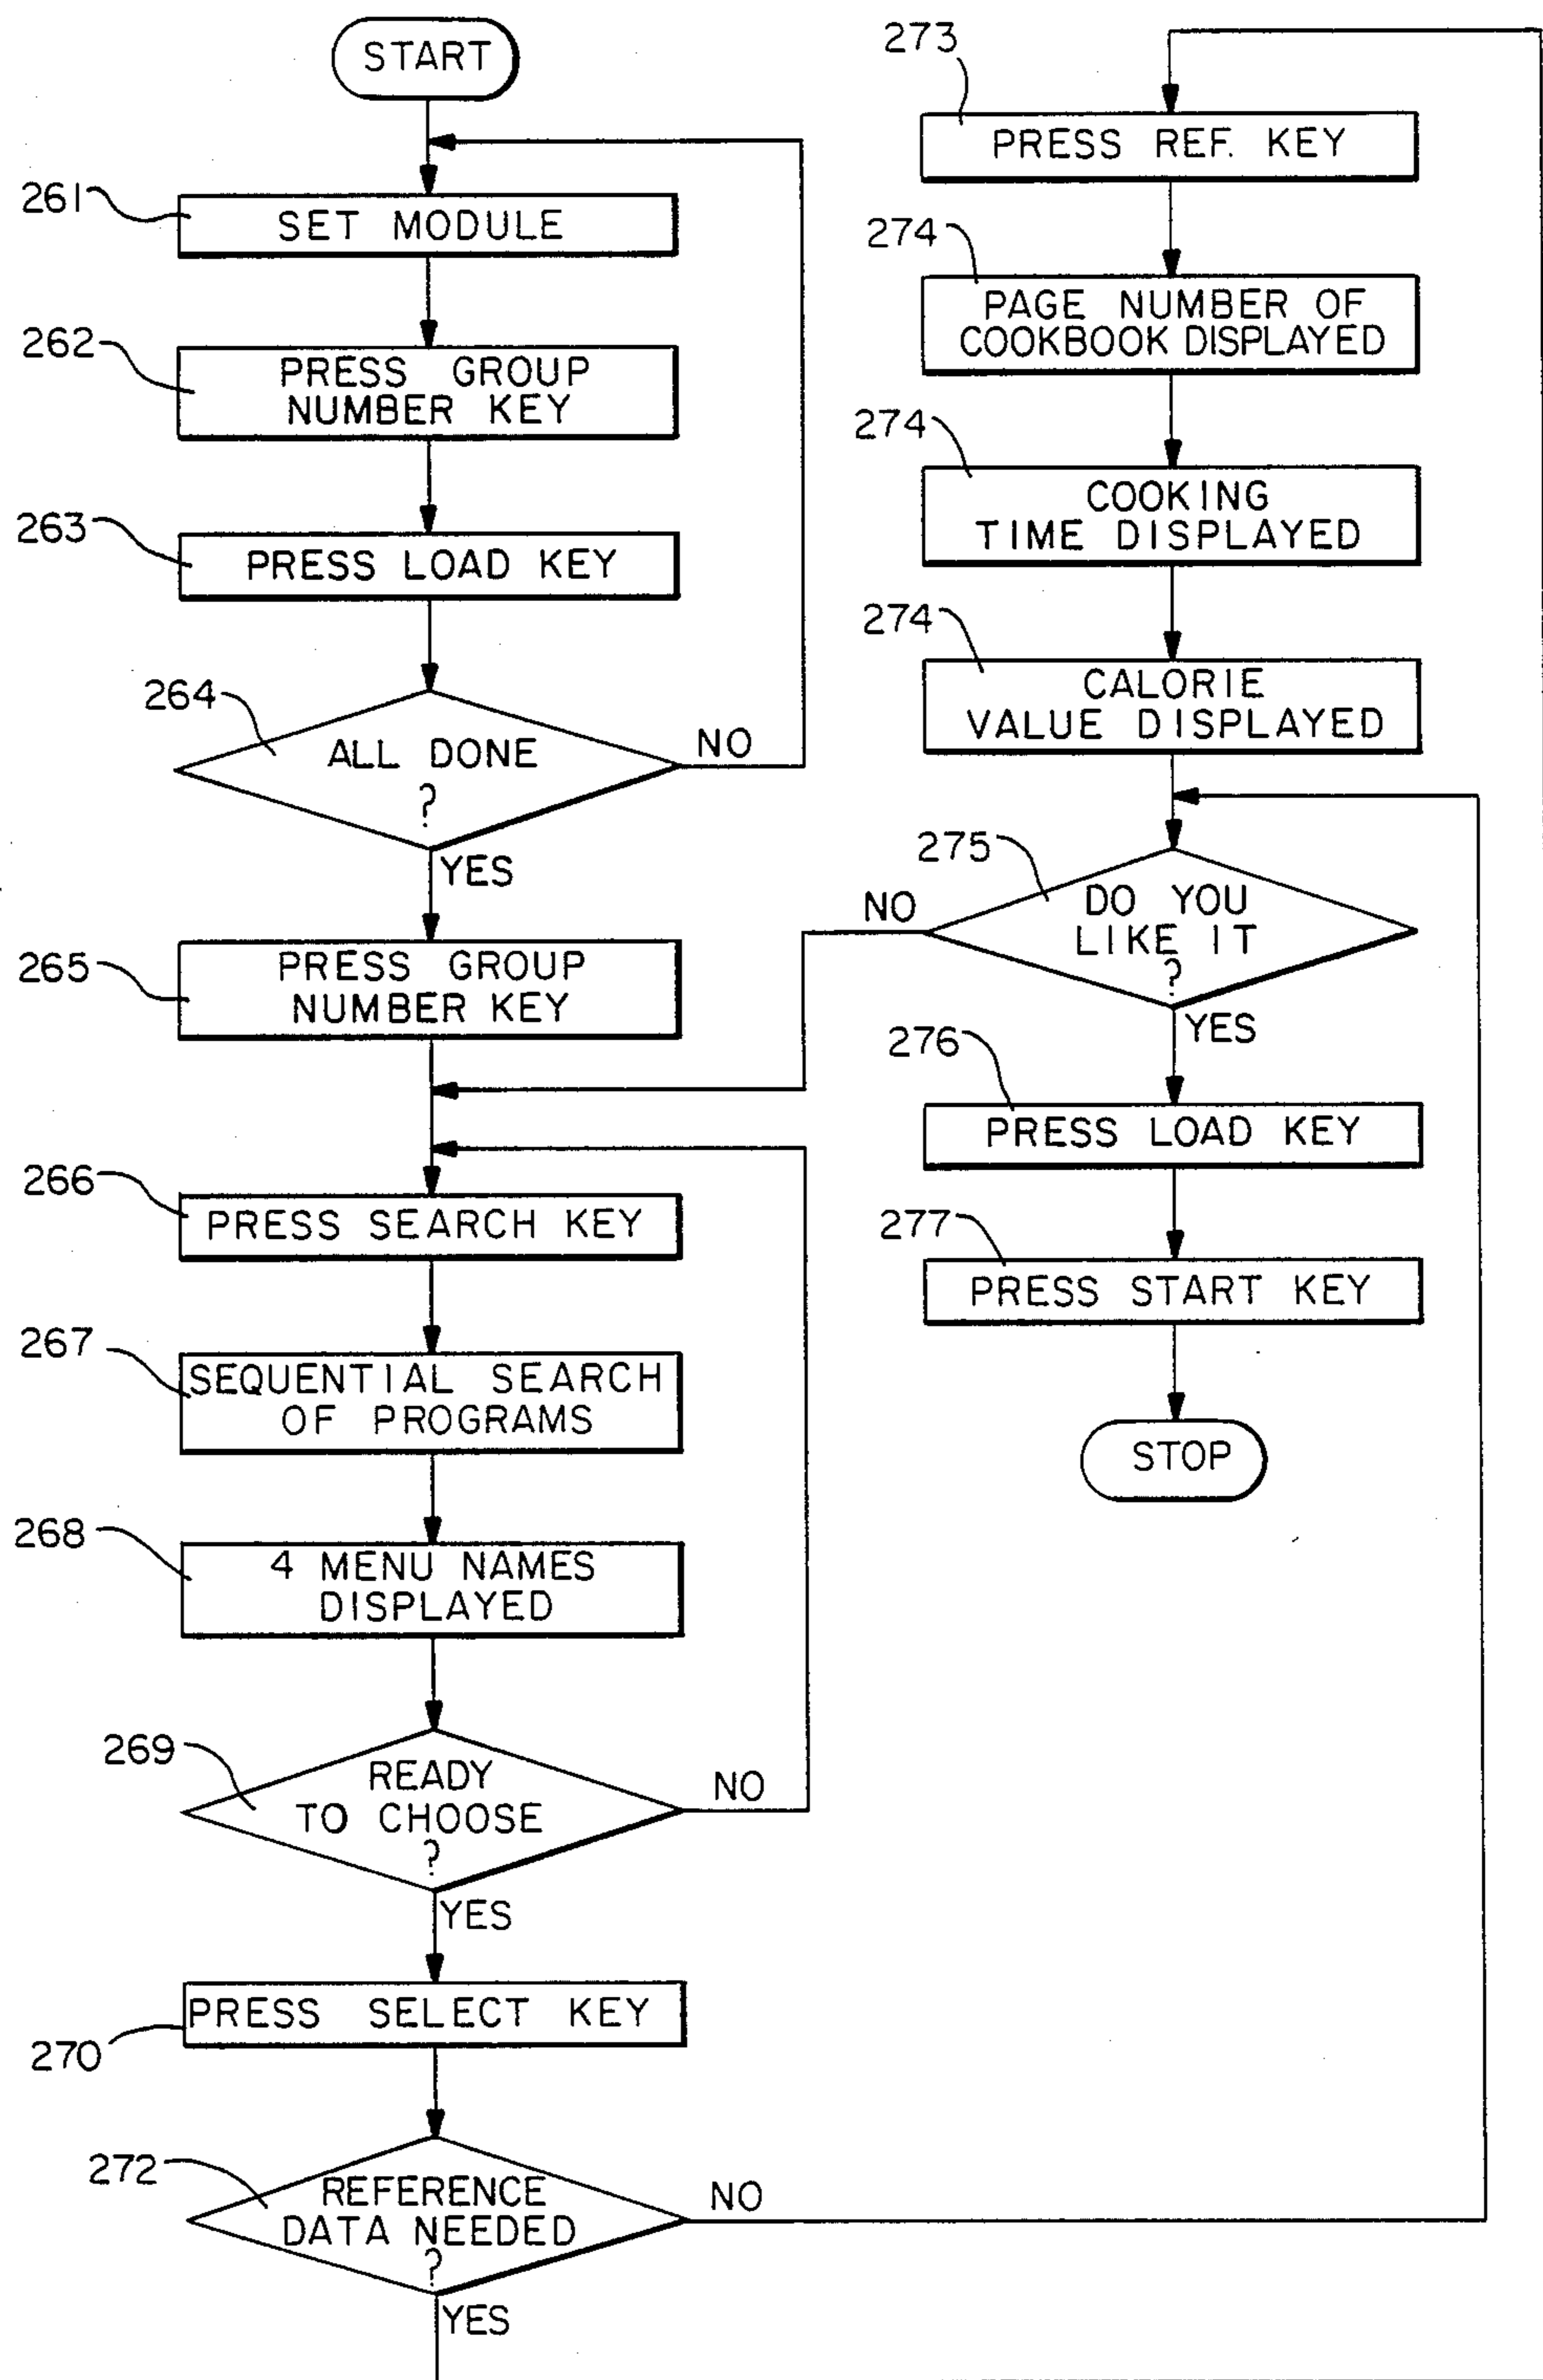 START
261
SET MODULE
262
PRESS GROUP
NUMBER KEY
263
PRESS LOAD KEY
264
ALL DONE
?
NO
YES
265
PRESS GROUP
NUMBER KEY
266
PRESS SEARCH KEY
267
SEQUENTIAL SEARCH
OF PROGRAMS
268
4 MENU NAMES
DISPLAYED
269
READY
TO CHOOSE
?
NO
YES
PRESS SELECT KEY
270
272
REFERENCE
DATA NEEDED
?
NO
YES
273
PRESS REF. KEY
274
PAGE NUMBER OF
COOKBOOK DISPLAYED
274
COOKING
TIME DISPLAYED
274
CALORIE
VALUE DISPLAYED
275
DO YOU
LIKE IT
?
NO
YES
276
PRESS LOAD KEY
277
PRESS START KEY
STOP